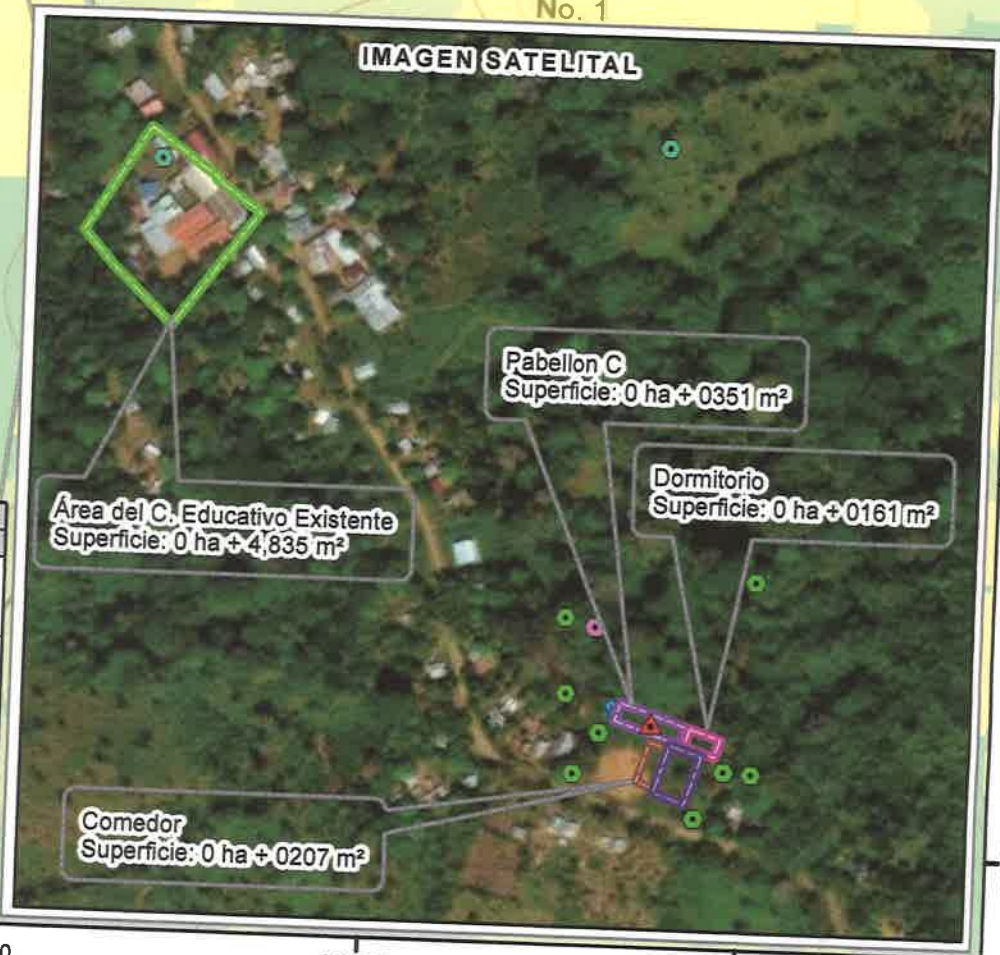 No. 1
IMAGEN SATELITAL
Pabellon C
Superficie: 0 ha + 0351 m²
Dormitorio
Superficie: 0 ha + 0161 m²
Área del C. Educativo Existente
Superficie: 0 ha + 4,835 m²
Comedor
Superficie: 0 ha + 0207 m²